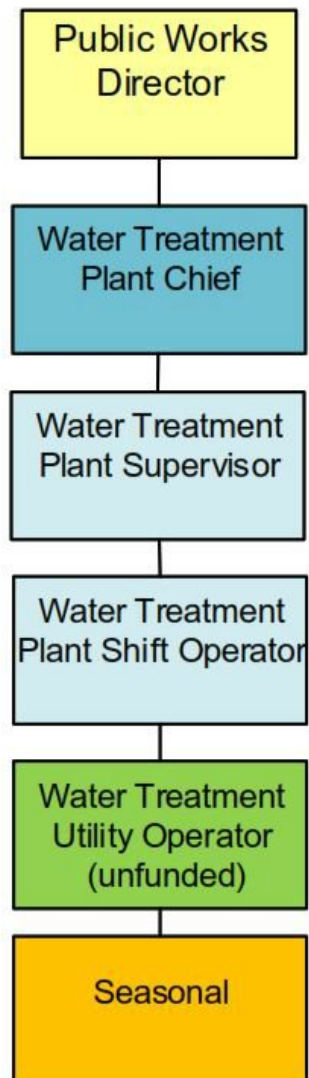 Public Works
Director
Water Treatment
Plant Chief
Water Treatment
Plant Supervisor
Water Treatment
Plant Shift Operator
Water Treatment
Utility Operator
(unfunded)
Seasonal